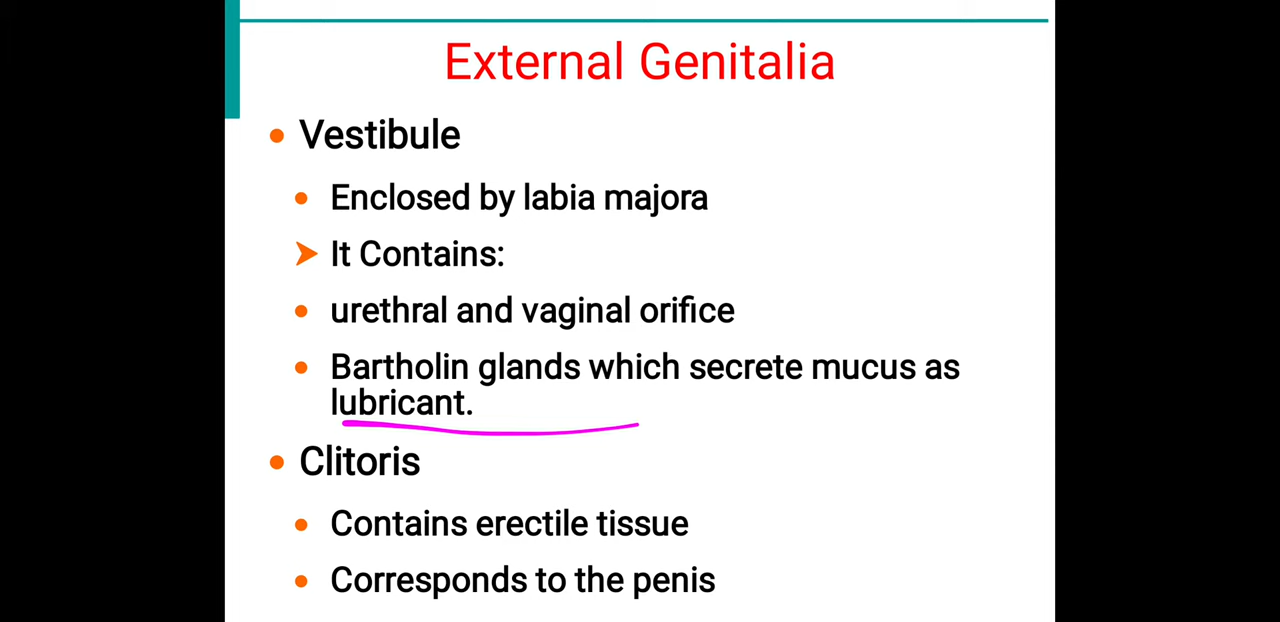 External Genitalia
Vestibule
Enclosed by labia majora
It Contains:
urethral and vaginal orifice
Bartholin glands which secrete mucus as
lubricant.
Clitoris
Contains erectile tissue
Corresponds to the penis